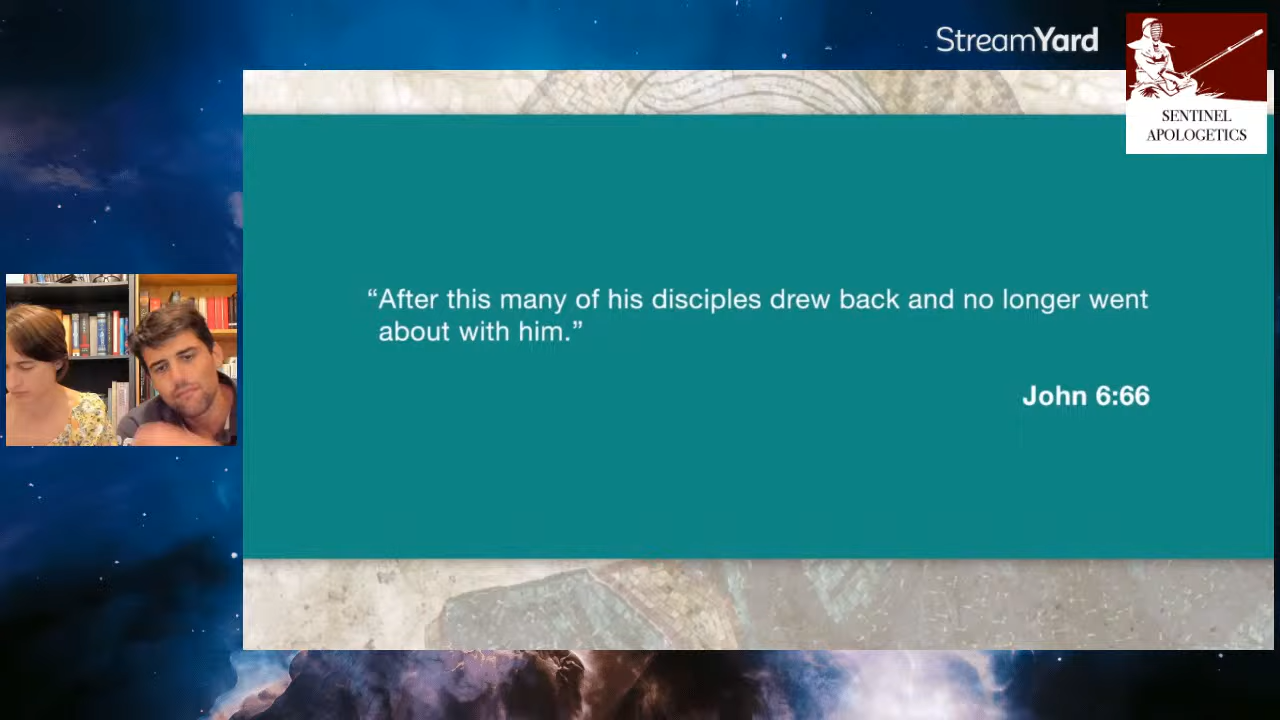 StreamYard
SENTINEL
APOLOGETICS
“After this many of his disciples drew back and no longer went
about with him.”
John 6:66